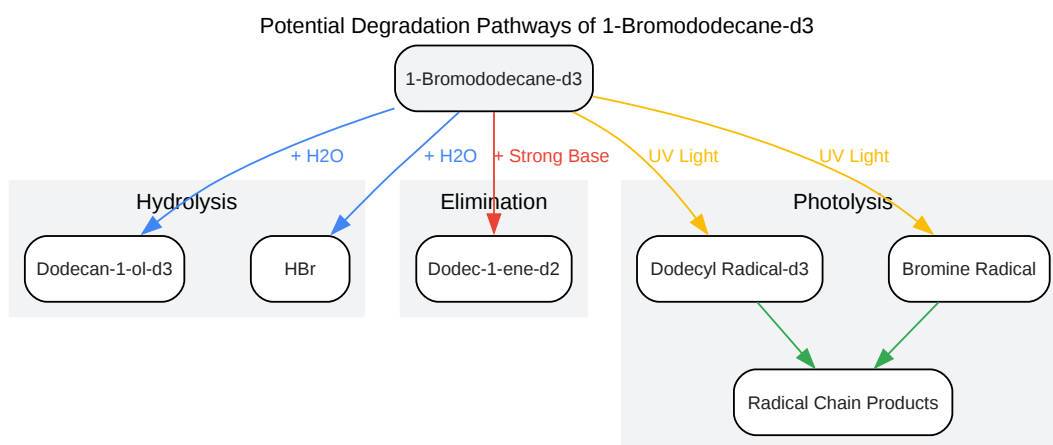 Potential Degradation Pathways of 1-Bromododecane-d3
1-Bromododecane-d3
+ H2O
+ H2O
+ Strong Base
UV Light
UV Light
Hydrolysis
Elimination
Photolysis
Dodecan-1-ol-d3
HBr
Dodec-1-ene-d2
Dodecyl Radical-d3
Bromine Radical
Radical Chain Products